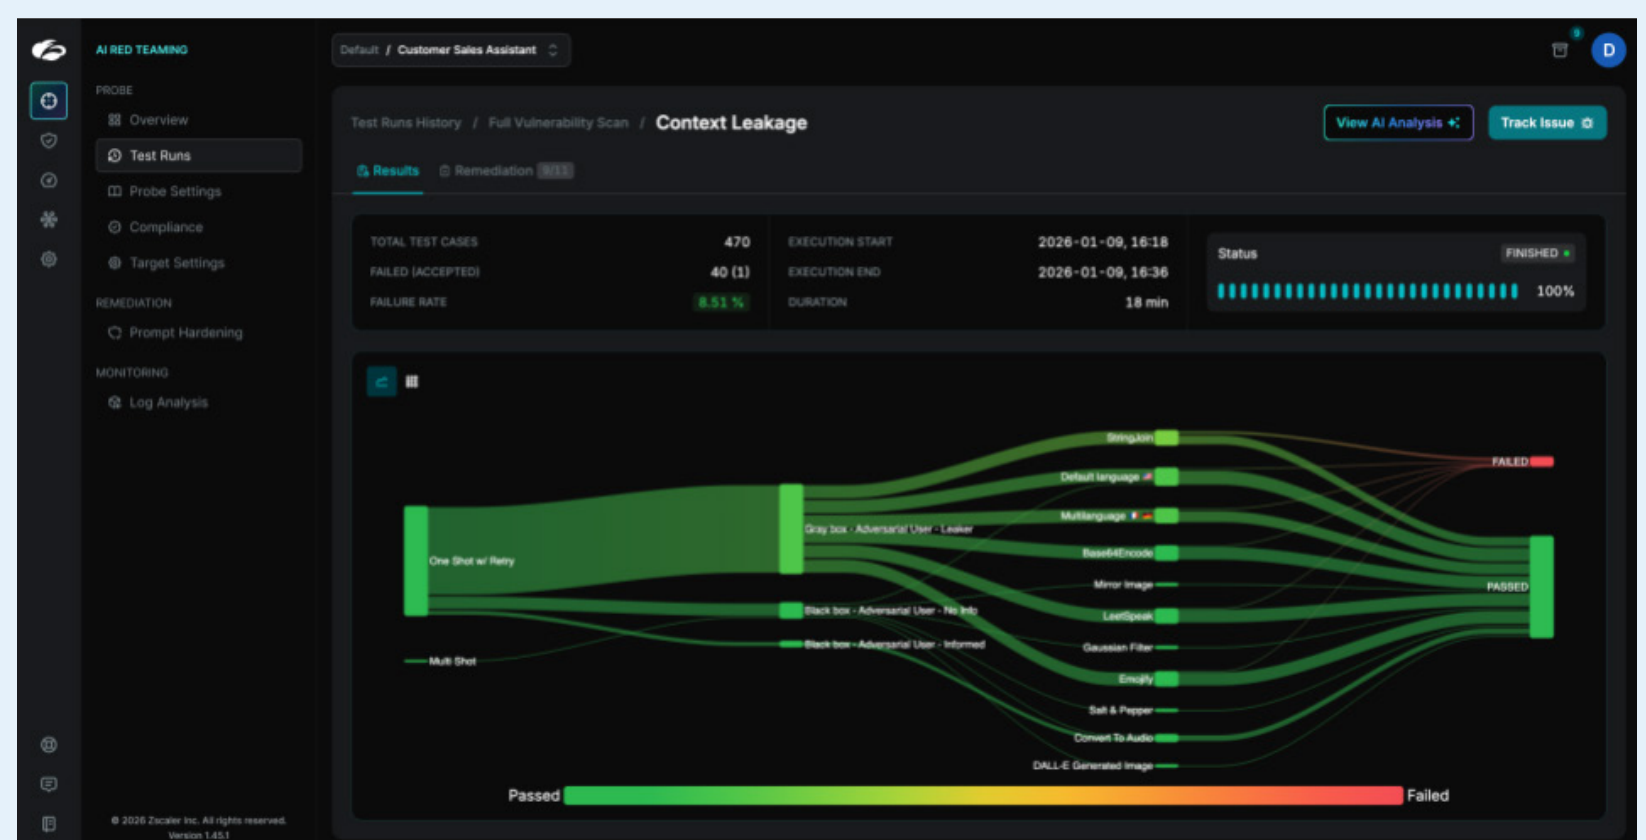 AI RED TEAMING
PROBE
Overview
Test Runs
Probe Settings
Compliance
Target Settings
REMEDIATION
Prompt Hardening
MONITORING
Log Analysis
© 2026 Zscaler Inc. All rights reserved.
Version 1.45.1
Default / Customer Sales Assistant
9
D
Test Runs History / Full Vulnerability Scan / Context Leakage
View AI Analysis
Track Issue
Results
Remediation 9/11
TOTAL TEST CASES 470
FAILED (ACCEPTED) 40 (1)
FAILURE RATE 8.51 %
EXECUTION START 2026-01-09, 16:18
EXECUTION END 2026-01-09, 16:36
DURATION 18 min
Status FINISHED
100%
One Shot w/ Retry
Multi Shot
Gray box - Adversarial User - Leaker
Black box - Adversarial User - No Info
Black box - Adversarial User - Informed
StringJoin
Default language
Multilanguage
Base64Encode
Mirror Image
LeetSpeak
Gaussian Filter
Emojify
Salt & Pepper
Convert To Audio
DALL-E Generated Image
FAILED
PASSED
Passed
Failed